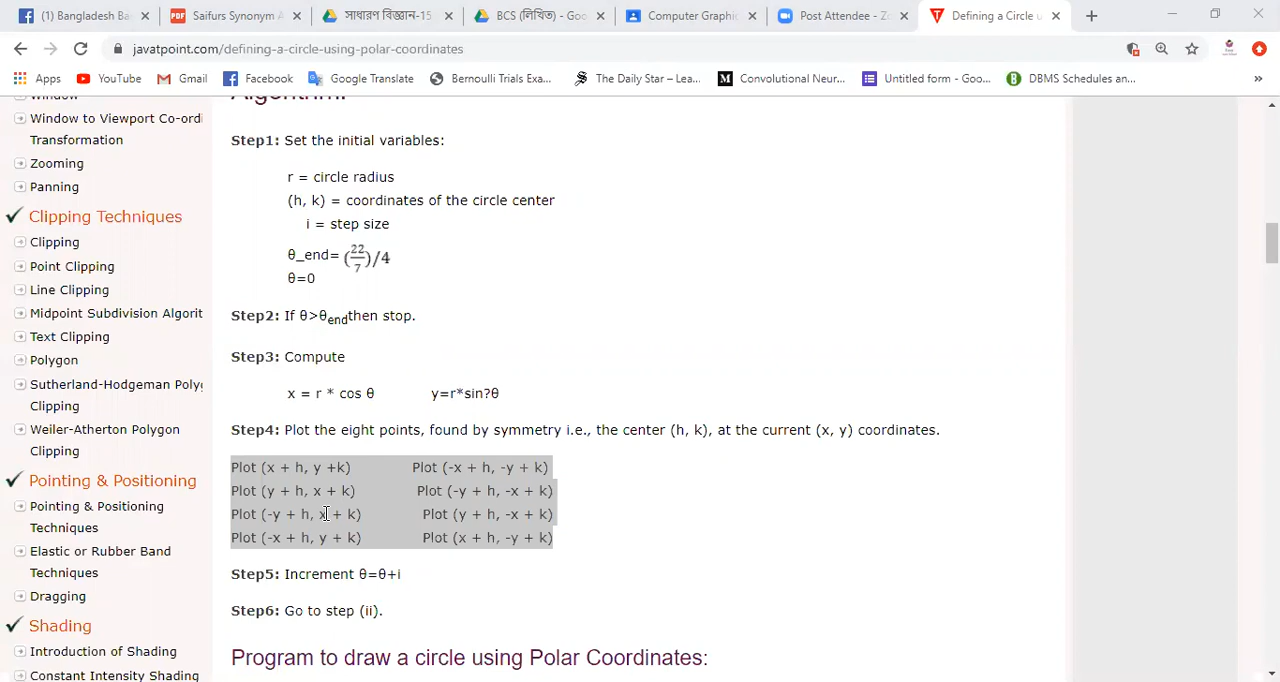 (1) Bangladesh Ba
Saifurs Synonym A
সাধারণ বিজ্ঞান-15
BCS (লিখিত) - Goo
Computer Graphic
Post Attendee - Zo
Defining a Circle u
javatpoint.com/defining-a-circle-using-polar-coordinates
Apps
YouTube
Gmail
Facebook
Google Translate
Bernoulli Trials Exa...
The Daily Star – Lea...
Convolutional Neur...
Untitled form - Goo...
DBMS Schedules an...
»
Window
Window to Viewport Co-ordi
Transformation
Zooming
Panning
Clipping Techniques
Clipping
Point Clipping
Line Clipping
Midpoint Subdivision Algorit
Text Clipping
Polygon
Sutherland-Hodgeman Poly
Clipping
Weiler-Atherton Polygon
Clipping
Pointing & Positioning
Pointing & Positioning
Techniques
Elastic or Rubber Band
Techniques
Dragging
Shading
Introduction of Shading
Constant Intensity Shading
Algorithm:
Step1: Set the initial variables:
r = circle radius
(h, k) = coordinates of the circle center
i = step size
θ_end= (22/7)/4
θ=0
Step2: If θ>θendthen stop.
Step3: Compute
x = r * cos θ y=r*sin?θ
Step4: Plot the eight points, found by symmetry i.e., the center (h, k), at the current (x, y) coordinates.
Plot (x + h, y +k) Plot (-x + h, -y + k)
Plot (y + h, x + k) Plot (-y + h, -x + k)
Plot (-y + h, x + k) Plot (y + h, -x + k)
Plot (-x + h, y + k) Plot (x + h, -y + k)
Step5: Increment θ=θ+i
Step6: Go to step (ii).
Program to draw a circle using Polar Coordinates: